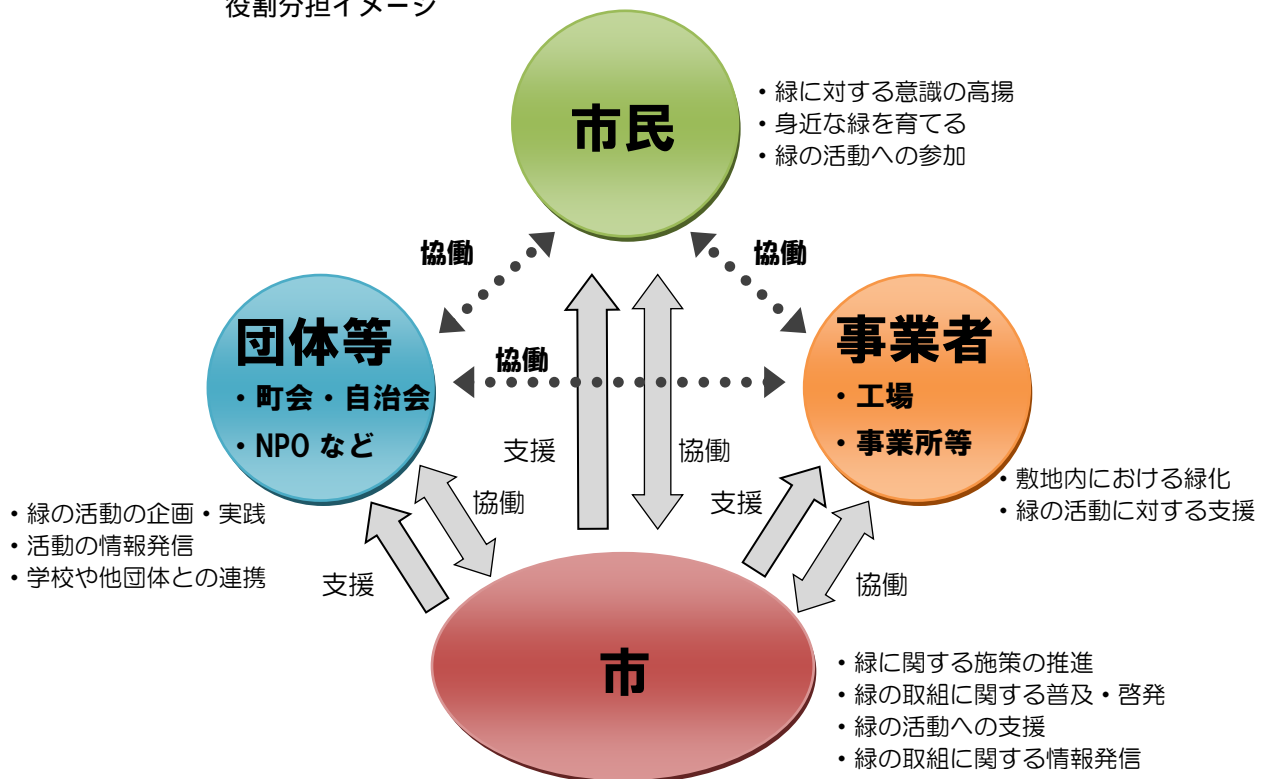 役割分担イメージ
市民
・緑に対する意識の高揚
・身近な緑を育てる
・緑の活動への参加
協働
協働
団体等
・町会・自治会
・NPO など
協働
事業者
・工場
・事業所等
支援
協働
・敷地内における緑化
・緑の活動に対する支援
・緑の活動の企画・実践
・活動の情報発信
・学校や他団体との連携
協働
支援
支援
協働
市
・緑に関する施策の推進
・緑の取組に関する普及・啓発
・緑の活動への支援
・緑の取組に関する情報発信